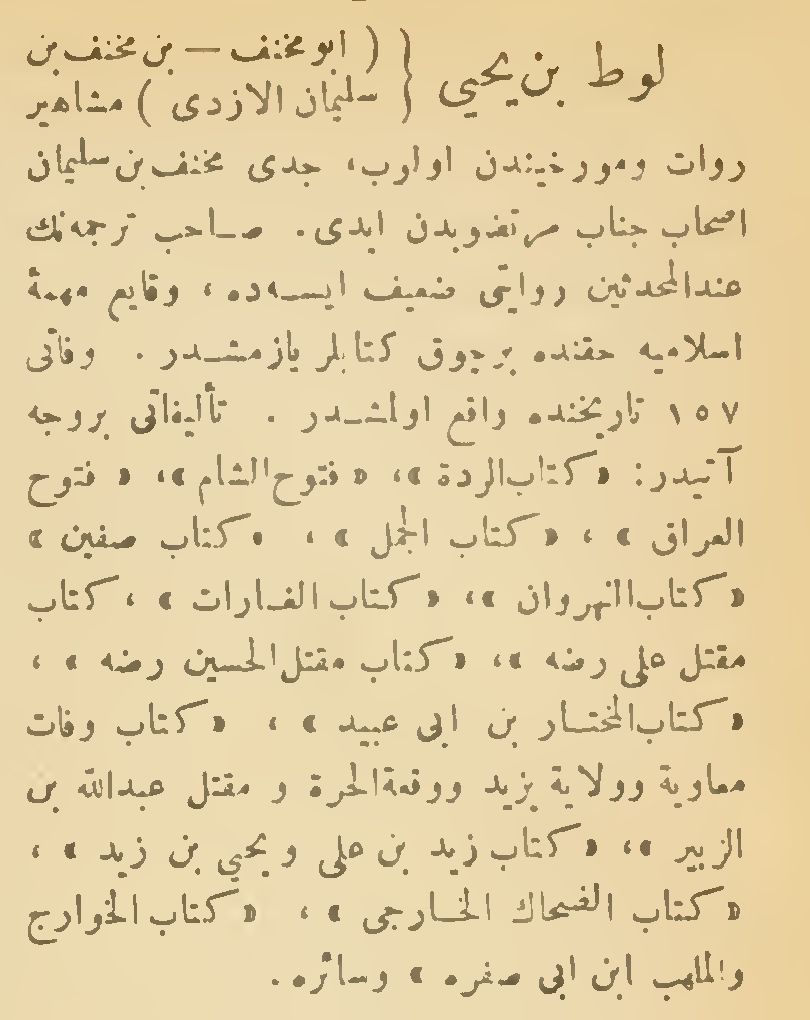 لوط بن يحيى { ( ابو مخنف — بن مخنف بن
سليمان الازدى ) مشاهير
روات ومورخيندن اولوب، جدى مخنف بن سليمان
اصحاب جناب مرتضويدن ايدى. صاحب ترجمه‌نك
عندالمحدثين روايتى ضعيف ايسه‌ده ، وقايع مهمهٔ
اسلاميه حقنده برچوق كتابلر يازمشدر . وفاتى
١٥٧ تاريخنده واقع اولمشدر . تأليفاتى بروجه
آتيدر: « كتاب‌الردة »، « فتوح‌الشام »، « فتوح
العراق » ، « كتاب الجمل » ، « كتاب صفين »
« كتاب‌النهروان »، « كتاب الغارات » ، كتاب
مقتل على رضه »، « كتاب مقتل‌الحسين رضه » ،
« كتاب‌المختار بن ابى عبيد » ، « كتاب وفات
معاوية وولاية يزيد ووقعةالحرة و مقتل عبدالله بن
الزبير »، « كتاب زيد بن على و يحيى بن زيد » ،
« كتاب الضحاك الخارجى » ، « كتاب الخوارج
والمهلب ابن ابى صفره » وسائره .